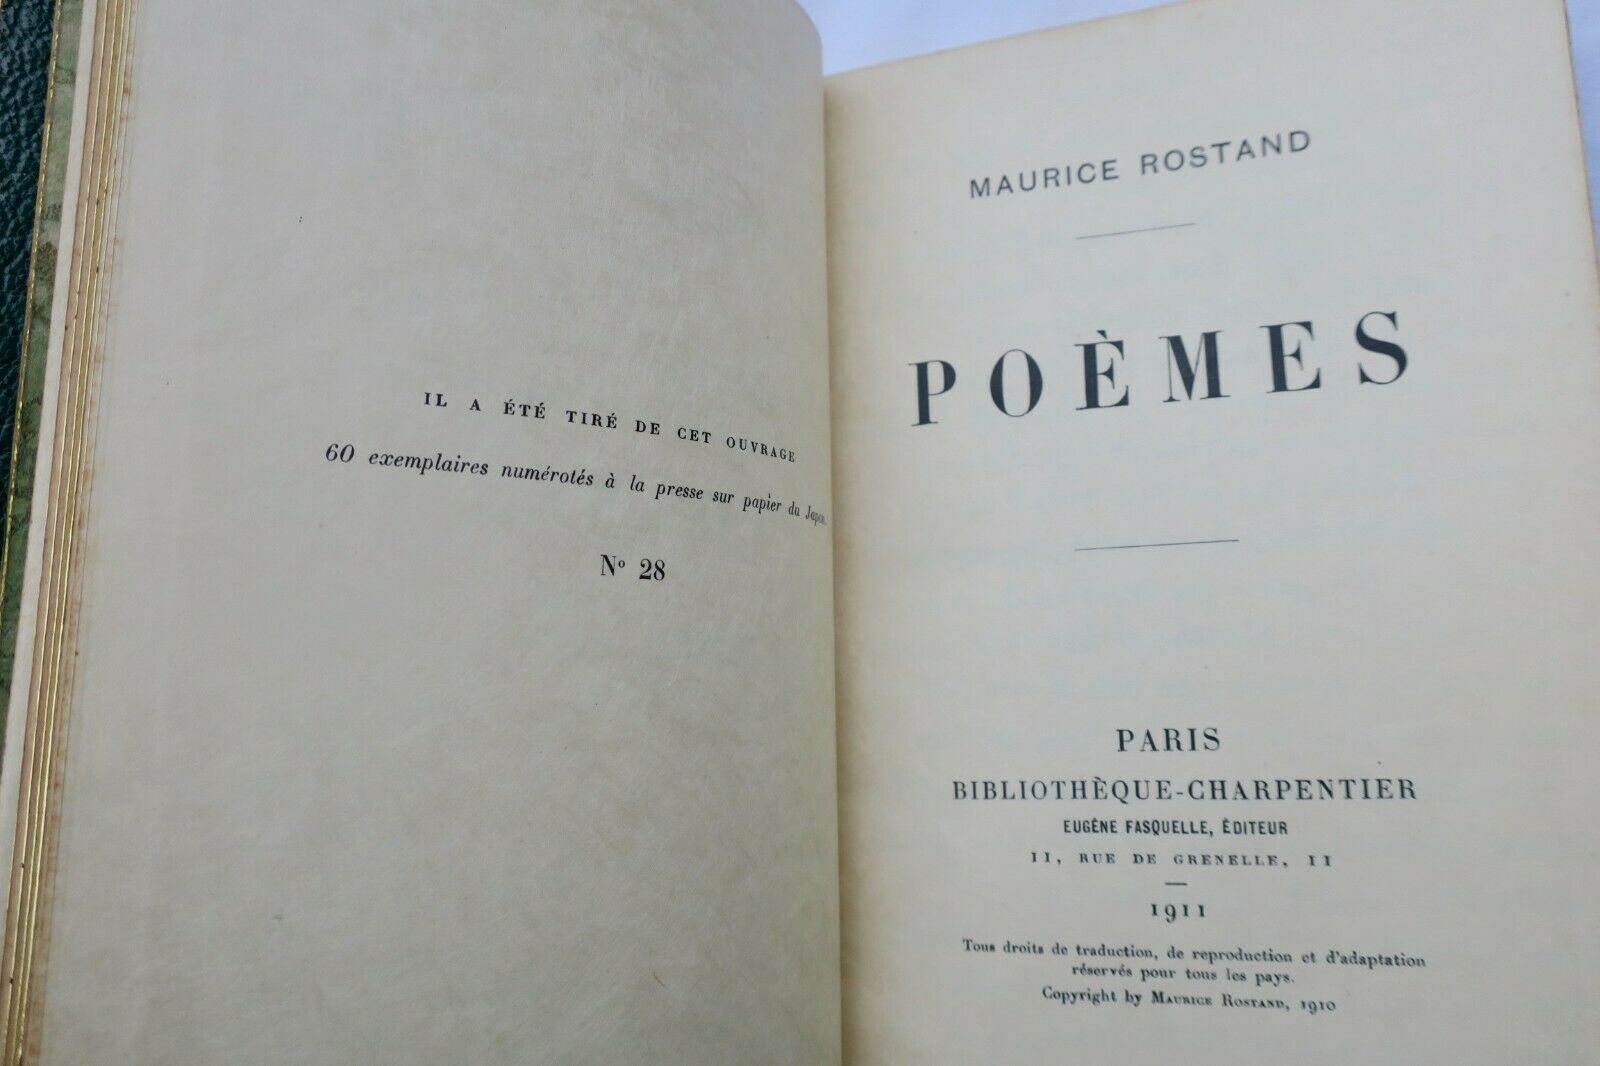 IL A ÉTÉ TIRÉ DE CET OUVRAGE
60 exemplaires numérotés à la presse sur papier du Japon.
Nº 28
MAURICE ROSTAND
POÈMES
PARIS
BIBLIOTHÈQUE-CHARPENTIER
EUGÈNE FASQUELLE, ÉDITEUR
11, RUE DE GRENELLE, 11
1911
Tous droits de traduction, de reproduction et d'adaptation
réservés pour tous les pays.
Copyright by MAURICE ROSTAND, 1910